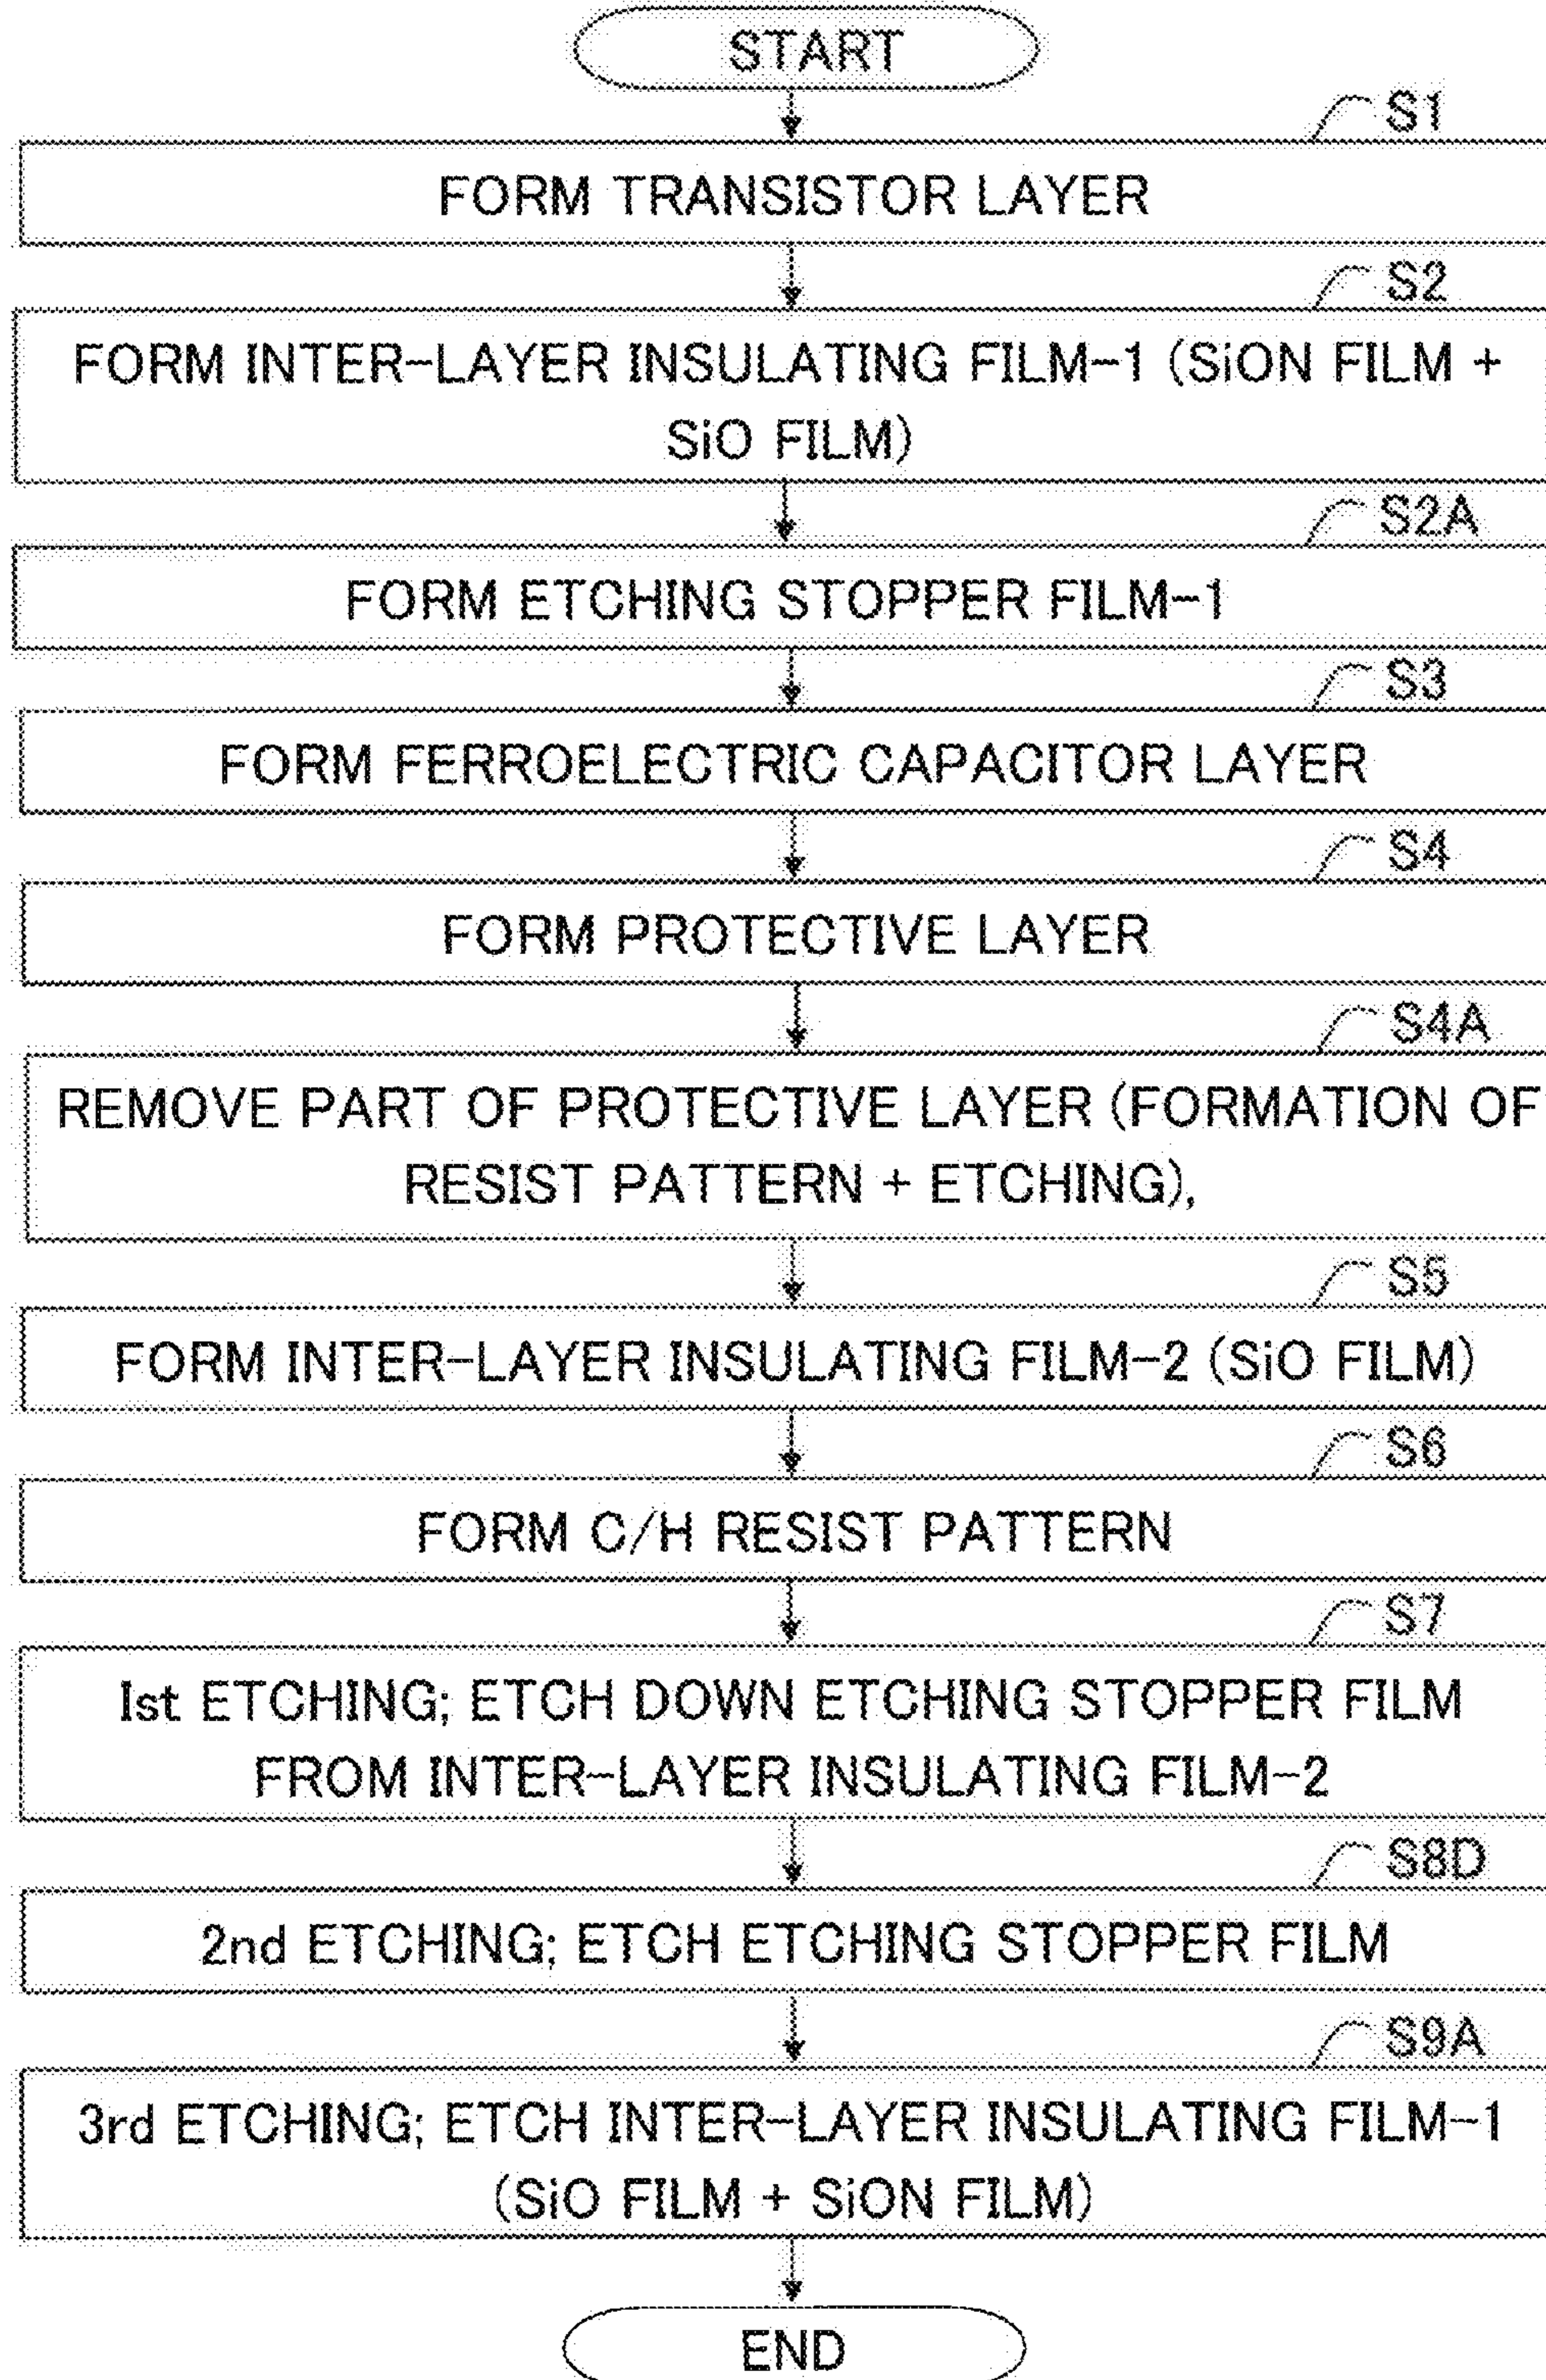 START
S1
FORM TRANSISTOR LAYER
S2
FORM INTER-LAYER INSULATING FILM-1 (SiON FILM +
SiO FILM)
S2A
FORM ETCHING STOPPER FILM-1
S3
FORM FERROELECTRIC CAPACITOR LAYER
S4
FORM PROTECTIVE LAYER
S4A
REMOVE PART OF PROTECTIVE LAYER (FORMATION OF
RESIST PATTERN + ETCHING),
S5
FORM INTER-LAYER INSULATING FILM-2 (SiO FILM)
S6
FORM C/H RESIST PATTERN
S7
Ist ETCHING; ETCH DOWN ETCHING STOPPER FILM
FROM INTER-LAYER INSULATING FILM-2
S8D
2nd ETCHING; ETCH ETCHING STOPPER FILM
S9A
3rd ETCHING; ETCH INTER-LAYER INSULATING FILM-1
(SiO FILM + SiON FILM)
END